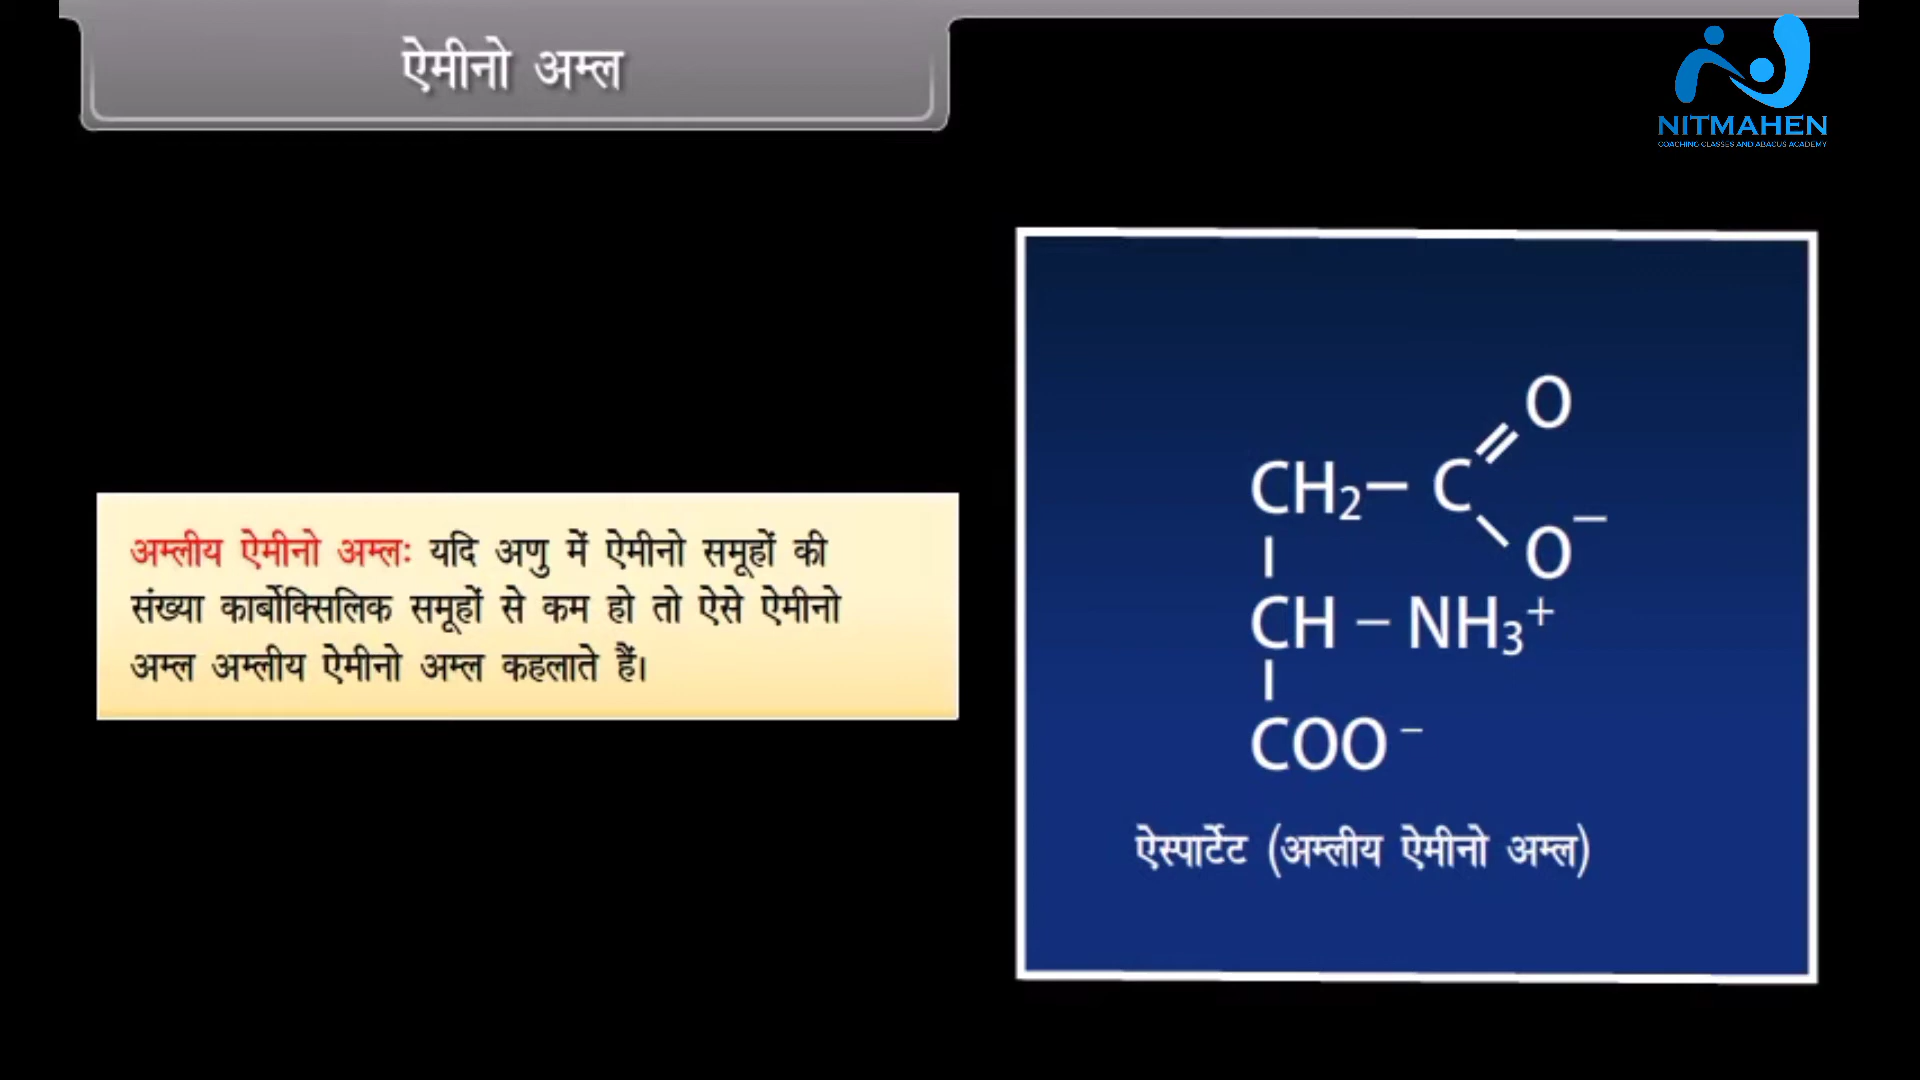 ऐमीनो अम्ल
NITMAHEN
COACHING CLASSES AND ABACUS ACADEMY
अम्लीय ऐमीनो अम्लः यदि अणु में ऐमीनो समूहों की
संख्या कार्बोक्सिलिक समूहों से कम हो तो ऐसे ऐमीनो
अम्ल अम्लीय ऐमीनो अम्ल कहलाते हैं।
O
CH₂– C
O⁻
CH – NH₃⁺
COO⁻
ऐस्पार्टेट (अम्लीय ऐमीनो अम्ल)